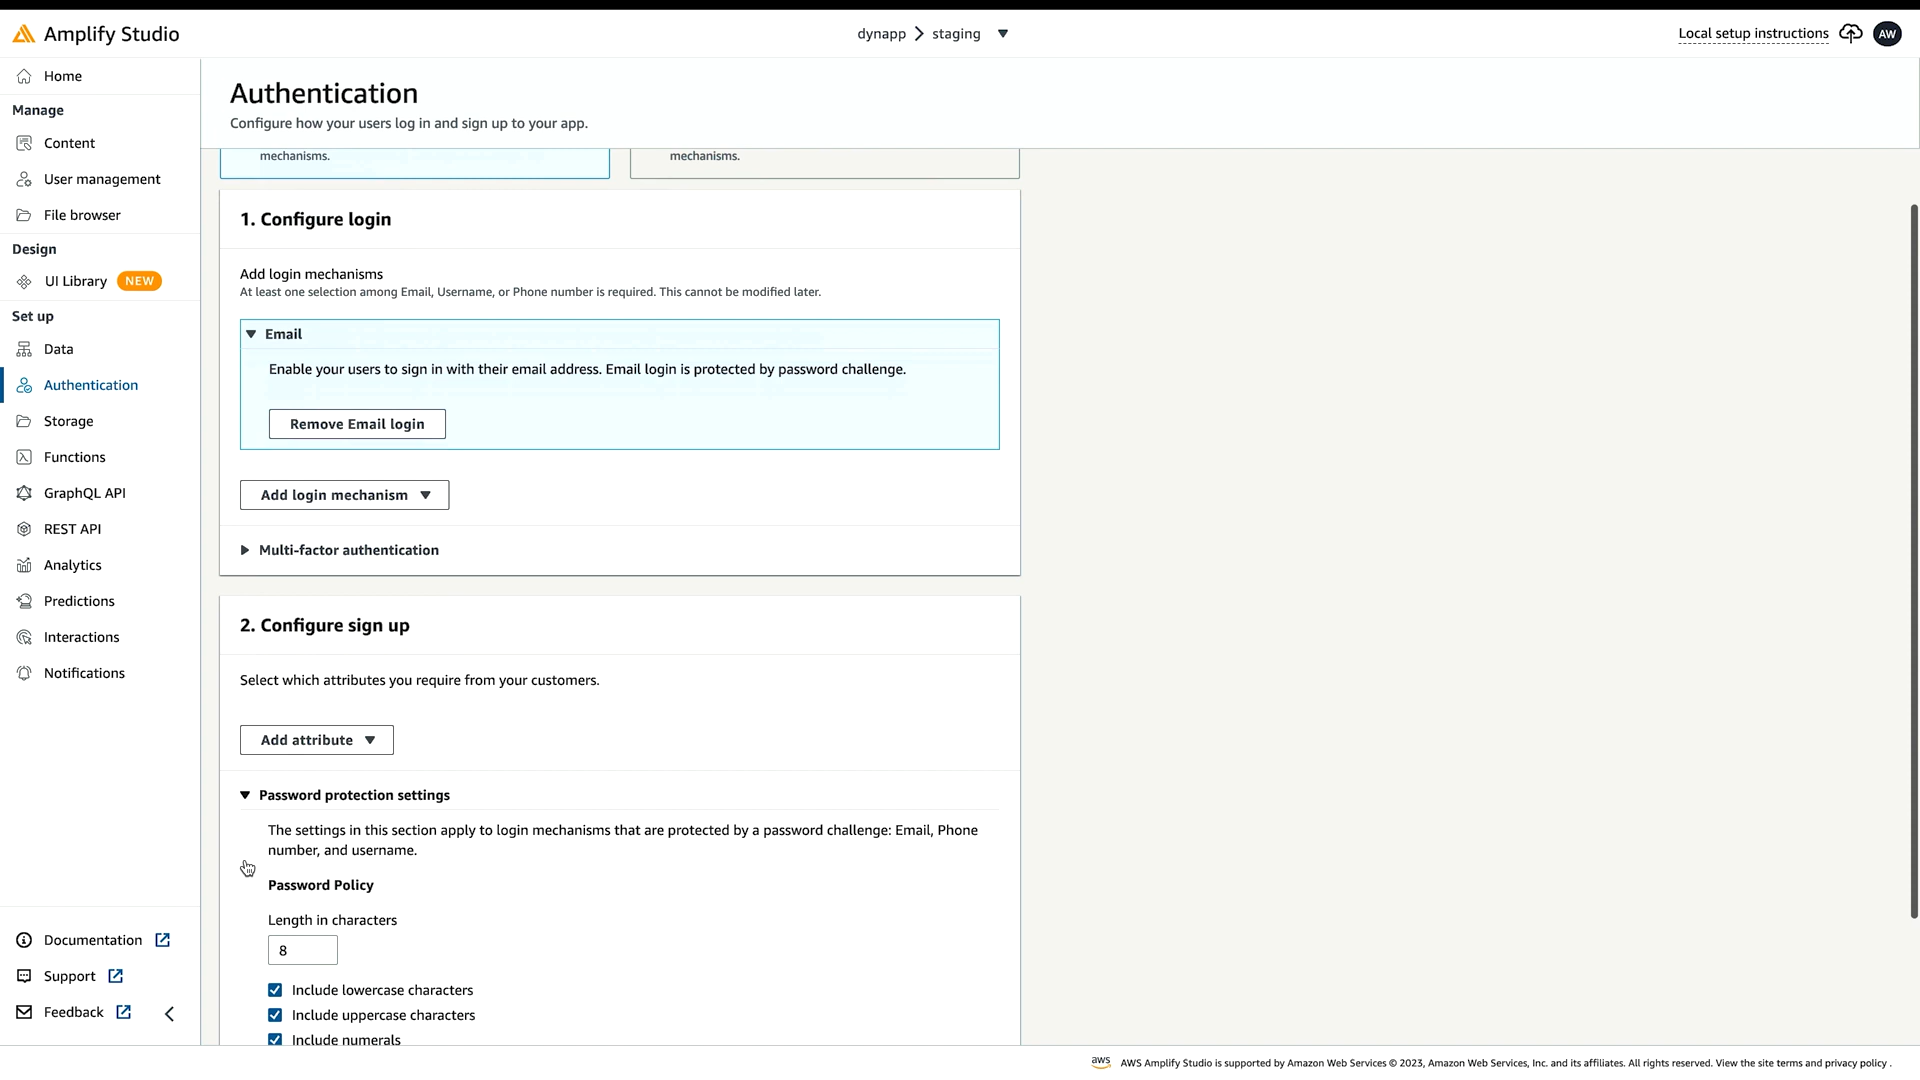 Amplify Studio
dynapp > staging
Local setup instructions
AW
Home
Manage
Content
User management
File browser
Design
UI Library NEW
Set up
Data
Authentication
Storage
Functions
GraphQL API
REST API
Analytics
Predictions
Interactions
Notifications
Documentation
Support
Feedback
Authentication
Configure how your users log in and sign up to your app.
mechanisms.
mechanisms.
1. Configure login
Add login mechanisms
At least one selection among Email, Username, or Phone number is required. This cannot be modified later.
Email
Enable your users to sign in with their email address. Email login is protected by password challenge.
Remove Email login
Add login mechanism
Multi-factor authentication
2. Configure sign up
Select which attributes you require from your customers.
Add attribute
Password protection settings
The settings in this section apply to login mechanisms that are protected by a password challenge: Email, Phone
number, and username.
Password Policy
Length in characters
8
Include lowercase characters
Include uppercase characters
Include numerals
aws AWS Amplify Studio is supported by Amazon Web Services © 2023, Amazon Web Services, Inc. and its affiliates. All rights reserved. View the site terms and privacy policy .